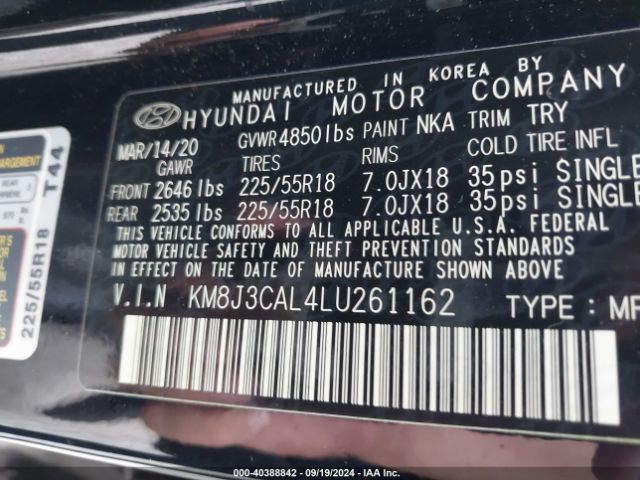 MANUFACTURED IN KOREA BY
HYUNDAI MOTOR COMPANY
MAR/14/20 GVWR 4850lbs PAINT NKA TRIM TRY
GAWR TIRES RIMS COLD TIRE INFL
FRONT 2646 lbs 225/55R18 7.0JX18 35psi SINGLE
REAR 2535 lbs 225/55R18 7.0JX18 35psi SINGLE
THIS VEHICLE CONFORMS TO ALL APPLICABLE U.S.A. FEDERAL
MOTOR VEHICLE SAFETY AND THEFT PREVENTION STANDARDS
IN EFFECT ON THE DATE OF MANUFACTURE SHOWN ABOVE
V.I.N KM8J3CAL4LU261162 TYPE : MP
REAR
225/55R18 T44
000-40388842 / 09/19/2024 - IAA Inc.